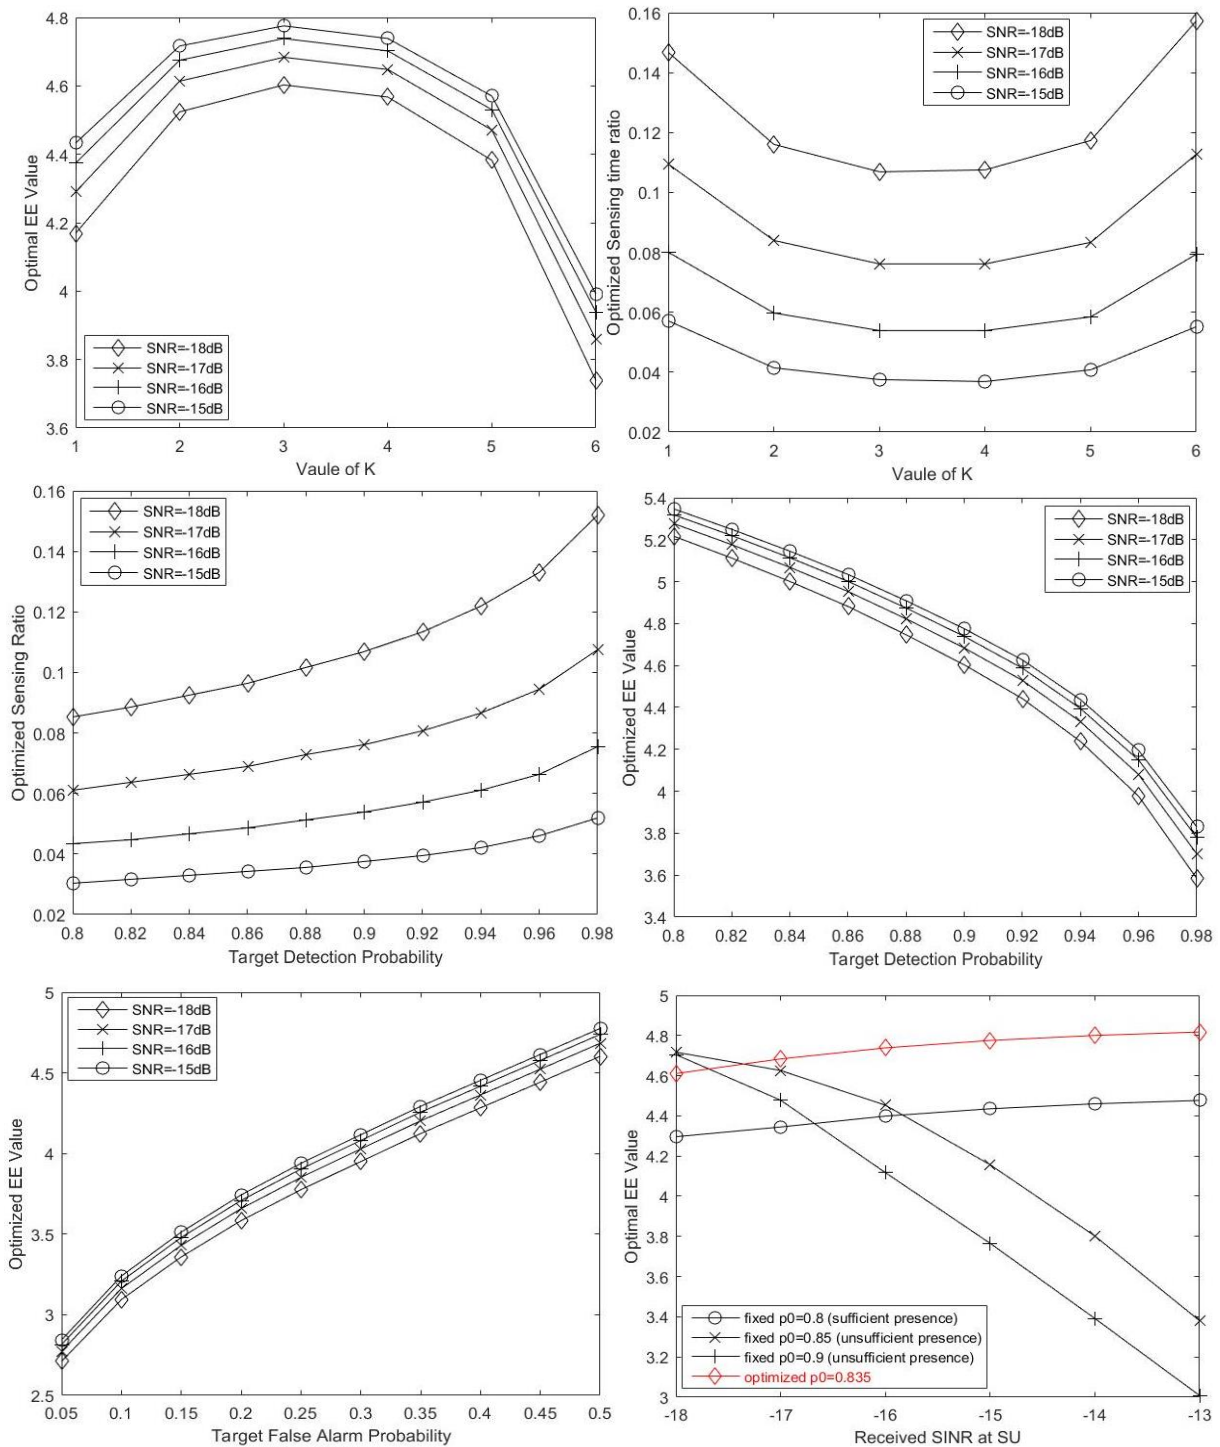 4.8
4.6
4.4
4.2
4
3.8
3.6
Optimal EE Value
SNR=-18dB
SNR=-17dB
SNR=-16dB
SNR=-15dB
1 2 3 4 5 6
Vaule of K
0.16
0.14
0.12
0.1
0.08
0.06
0.04
0.02
Optimized Sensing time ratio
SNR=-18dB
SNR=-17dB
SNR=-16dB
SNR=-15dB
1 2 3 4 5 6
Vaule of K
0.16
0.14
0.12
0.1
0.08
0.06
0.04
0.02
Optimized Sensing Ratio
SNR=-18dB
SNR=-17dB
SNR=-16dB
SNR=-15dB
0.8 0.82 0.84 0.86 0.88 0.9 0.92 0.94 0.96 0.98
Target Detection Probability
5.4
5.2
5
4.8
4.6
4.4
4.2
4
3.8
3.6
3.4
Optimized EE Value
SNR=-18dB
SNR=-17dB
SNR=-16dB
SNR=-15dB
0.8 0.82 0.84 0.86 0.88 0.9 0.92 0.94 0.96 0.98
Target Detection Probability
5
4.5
4
3.5
3
2.5
Optimized EE Value
SNR=-18dB
SNR=-17dB
SNR=-16dB
SNR=-15dB
0.05 0.1 0.15 0.2 0.25 0.3 0.35 0.4 0.45 0.5
Target False Alarm Probability
5
4.8
4.6
4.4
4.2
4
3.8
3.6
3.4
3.2
3
Optimal EE Value
fixed p0=0.8 (sufficient presence)
fixed p0=0.85 (unsufficient presence)
fixed p0=0.9 (unsufficient presence)
optimized p0=0.835
-18 -17 -16 -15 -14 -13
Received SINR at SU